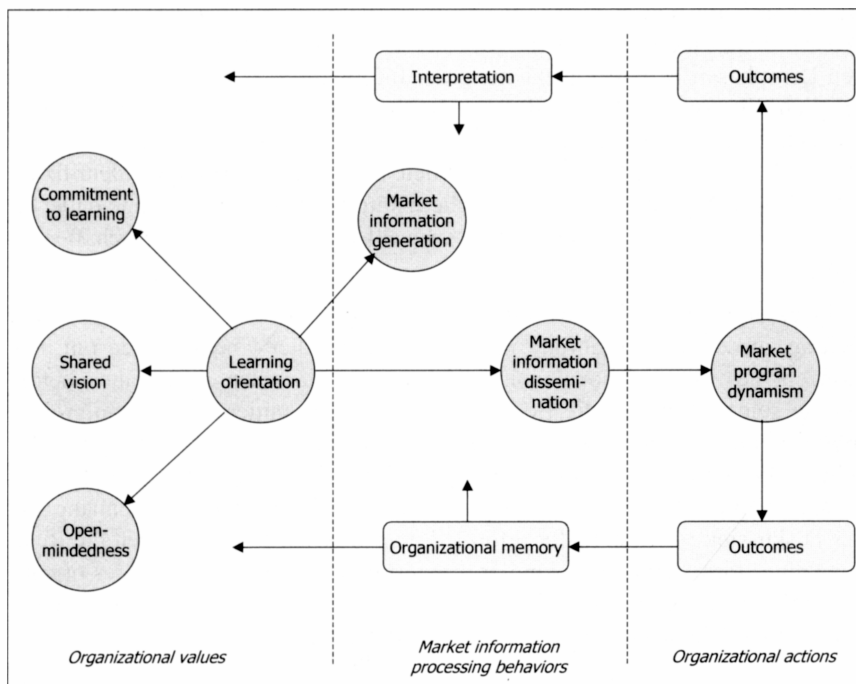 Interpretation
Outcomes
Commitment
to learning
Market
information
generation
Shared
vision
Learning
orientation
Market
information
dissemi-
nation
Market
program
dynamism
Open-
mindedness
Organizational memory
Outcomes
Organizational values
Market information
processing behaviors
Organizational actions